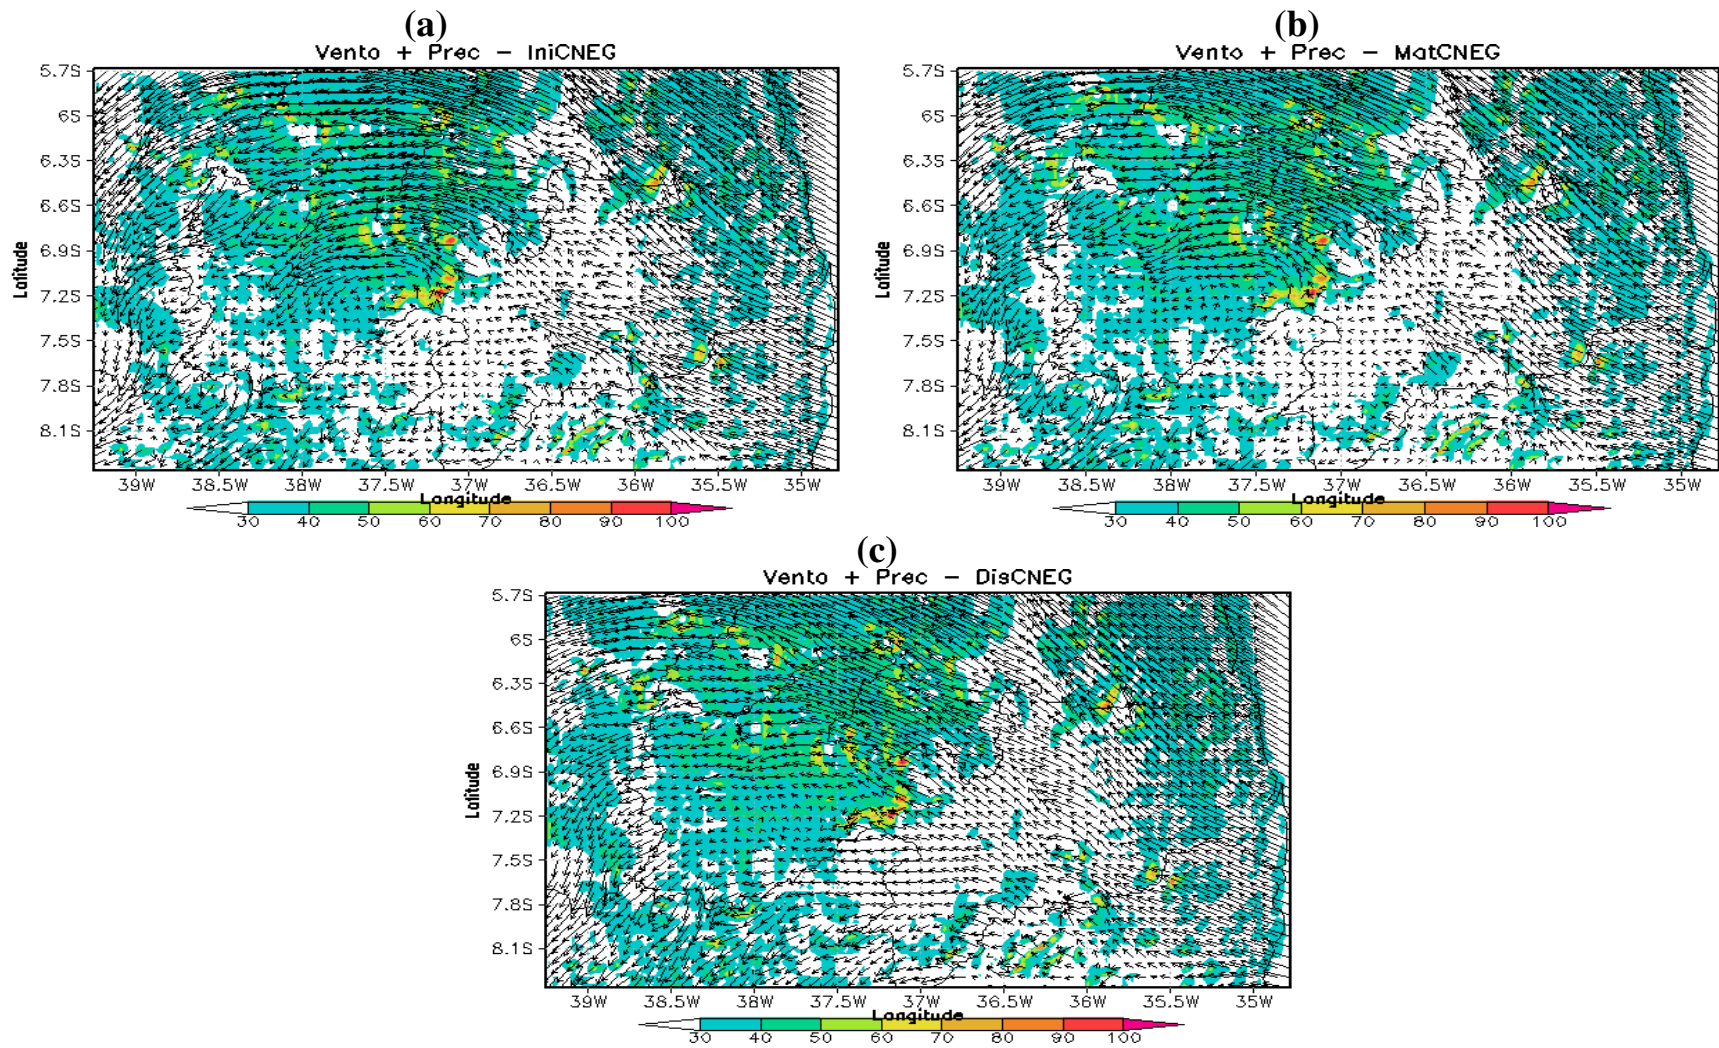 (a)
Vento + Prec – IniCNEG
5.7S
6S
6.3S
6.6S
6.9S
7.2S
7.5S
7.8S
8.1S
Latitude
39W 38.5W 38W 37.5W 37W 36.5W 36W 35.5W 35W
Longitude
30 40 50 60 70 80 90 100
(b)
Vento + Prec – MatCNEG
5.7S
6S
6.3S
6.6S
6.9S
7.2S
7.5S
7.8S
8.1S
Latitude
39W 38.5W 38W 37.5W 37W 36.5W 36W 35.5W 35W
Longitude
30 40 50 60 70 80 90 100
(c)
Vento + Prec – DisCNEG
5.7S
6S
6.3S
6.6S
6.9S
7.2S
7.5S
7.8S
8.1S
Latitude
39W 38.5W 38W 37.5W 37W 36.5W 36W 35.5W 35W
Longitude
30 40 50 60 70 80 90 100